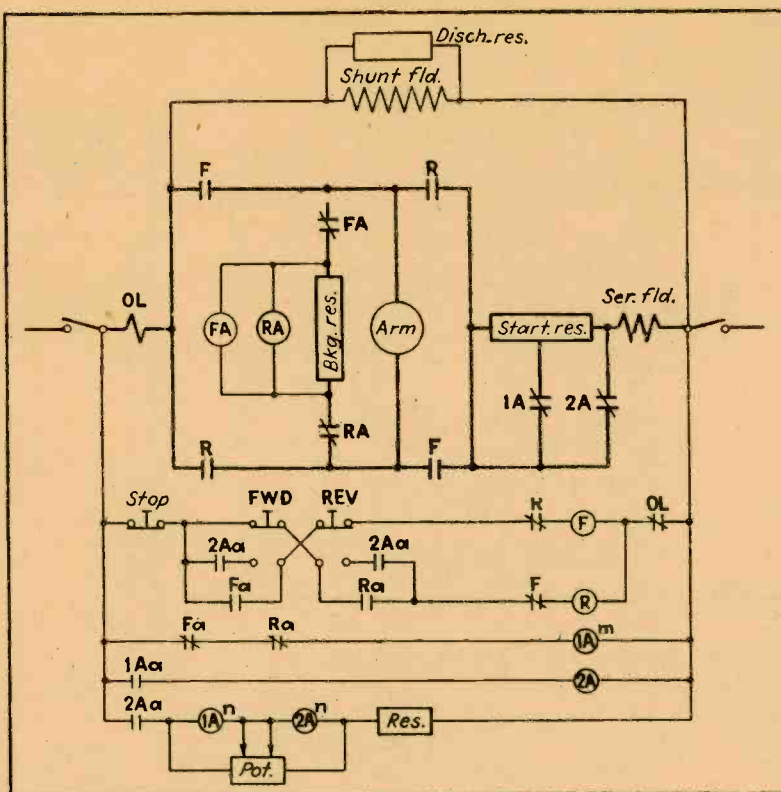 Disch. res.
Shunt fld.
F R
FA
OL FA RA Bkg. res. Arm Start. res. Ser. fld.
1A 2A
RA
R F
Stop FWD REV R F OL
2Aa 2Aa
Fa Ra F R
Fa Ra 1A m
1Aa 2A
2Aa 1A n 2A n Res.
Pot.